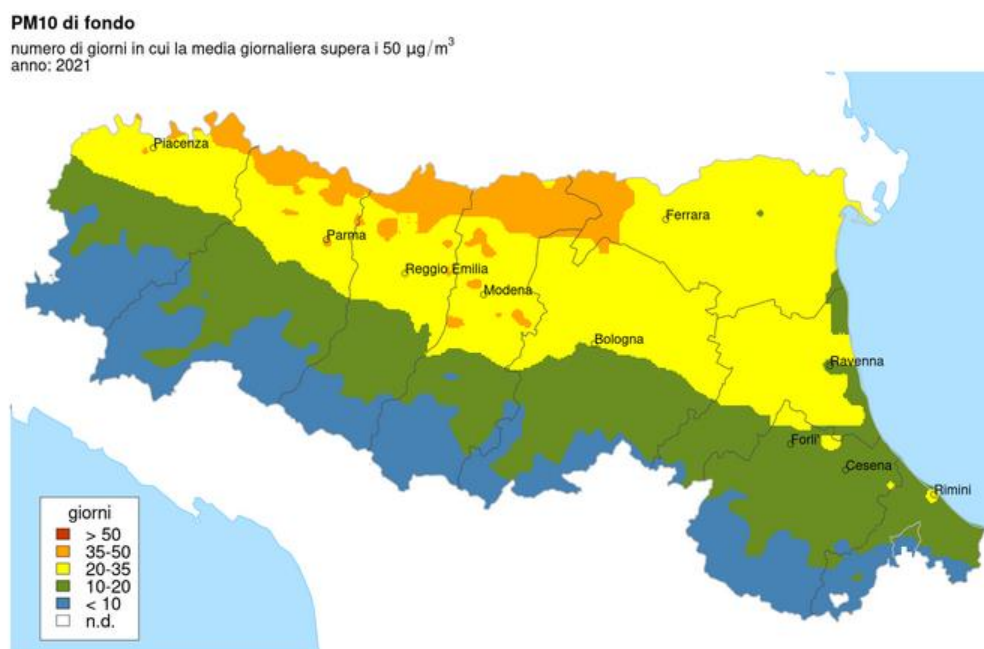 PM10 di fondo
numero di giorni in cui la media giornaliera supera i 50 µg/m³
anno: 2021
Piacenza
Parma
Ferrara
Reggio Emilia
Modena
Bologna
Ravenna
Forli'
Cesena
Rimini
giorni
> 50
35-50
20-35
10-20
< 10
n.d.